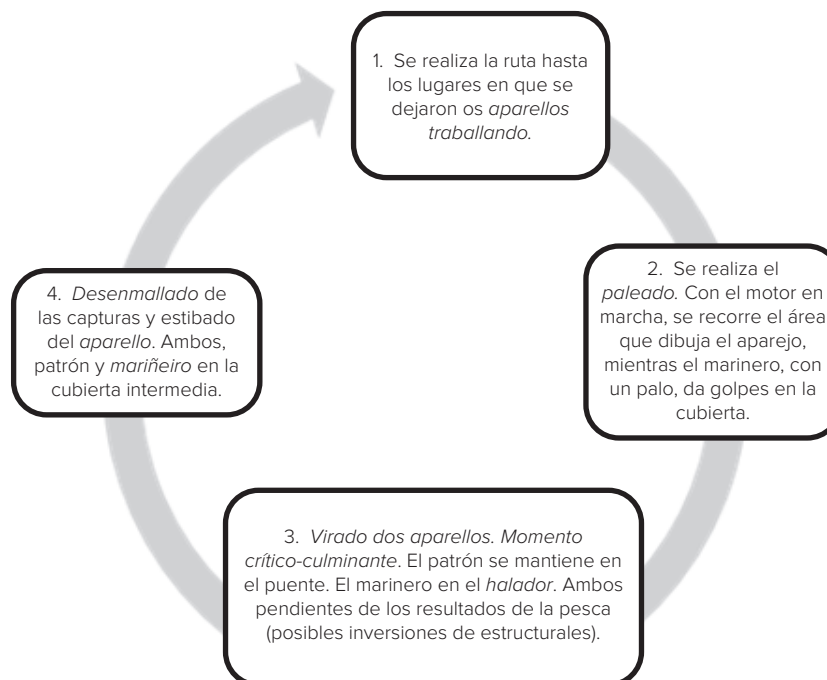 1. Se realiza la ruta hasta
los lugares en que se
dejaron os aparellos
traballando.
2. Se realiza el
paleado. Con el motor en
marcha, se recorre el área
que dibuja el aparejo,
mientras el marinero, con
un palo, da golpes en la
cubierta.
3. Virado dos aparellos. Momento
crítico-culminante. El patrón se mantiene en
el puente. El marinero en el halador. Ambos
pendientes de los resultados de la pesca
(posibles inversiones de estructurales).
4. Desenmallado de
las capturas y estibado
del aparello. Ambos,
patrón y mariñeiro en la
cubierta intermedia.